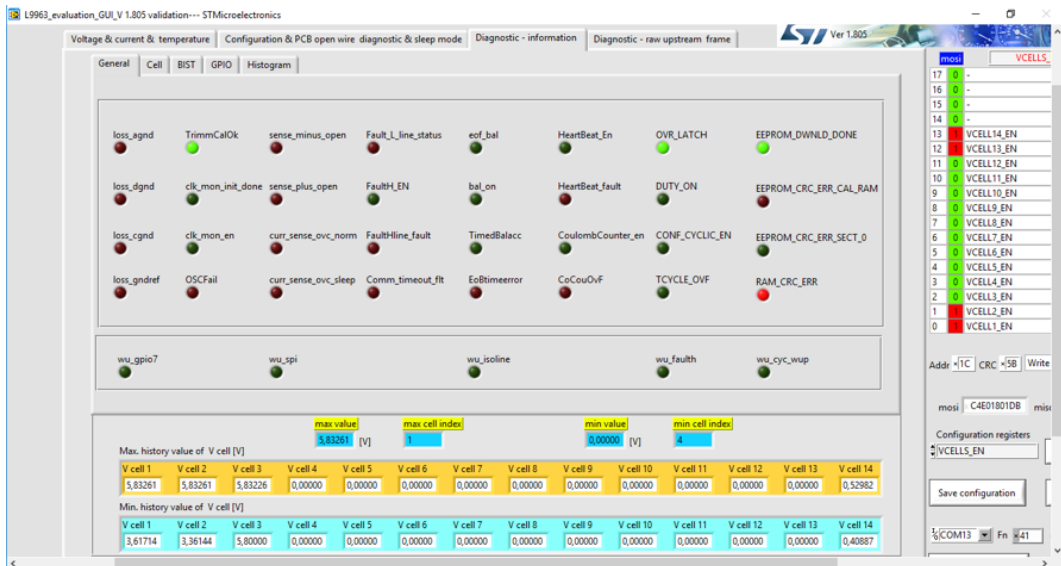 L9963_evaluation_GUI_V 1.805 validation--- STMicroelectronics
Voltage & current & temperature Configuration & PCB open wire diagnostic & sleep mode Diagnostic - information Diagnostic - raw upstream frame Ver 1.805
General Cell BIST GPIO Histogram
loss_agnd TrimmCalOk sense_minus_open Fault_L_line_status eof_bal HeartBeat_En OVR_LATCH EEPROM_DWNLD_DONE
loss_dgnd clk_mon_init_done sense_plus_open FaultH_EN bal_on HeartBeat_fault DUTY_ON EEPROM_CRC_ERR_CAL_RAM
loss_cgnd clk_mon_en curr_sense_ovc_norm FaultHline_fault TimedBalacc CoulombCounter_en CONF_CYCLIC_EN EEPROM_CRC_ERR_SECT_0
loss_gndref OSCFail curr_sense_ovc_sleep Comm_timeout_flt EoBtimeerror CoCouOvF TCYCLE_OVF RAM_CRC_ERR
wu_gpio7 wu_spi wu_isoline wu_faulth wu_cyc_wup
max value max cell index min value min cell index
5,83261 [V] 1 0,00000 [V] 4
Max. history value of V cell [V]
V cell 1 V cell 2 V cell 3 V cell 4 V cell 5 V cell 6 V cell 7 V cell 8 V cell 9 V cell 10 V cell 11 V cell 12 V cell 13 V cell 14
5,83261 5,83261 5,83226 0,00000 0,00000 0,00000 0,00000 0,00000 0,00000 0,00000 0,00000 0,00000 0,00000 0,52982
Min. history value of V cell [V]
V cell 1 V cell 2 V cell 3 V cell 4 V cell 5 V cell 6 V cell 7 V cell 8 V cell 9 V cell 10 V cell 11 V cell 12 V cell 13 V cell 14
3,61714 3,36144 5,80000 0,00000 0,00000 0,00000 0,00000 0,00000 0,00000 0,00000 0,00000 0,00000 0,00000 0,40887
mosi VCELLS_
17 0 -
16 0 -
15 0 -
14 0 -
13 1 VCELL14_EN
12 1 VCELL13_EN
11 0 VCELL12_EN
10 0 VCELL11_EN
9 0 VCELL10_EN
8 0 VCELL9_EN
7 0 VCELL8_EN
6 0 VCELL7_EN
5 0 VCELL6_EN
4 0 VCELL5_EN
3 0 VCELL4_EN
2 0 VCELL3_EN
1 1 VCELL2_EN
0 1 VCELL1_EN
Addr ×1C CRC ×5B Write
mosi C4E01801DB
Configuration registers
VCELLS_EN
Save configuration
COM13 Fn ×41